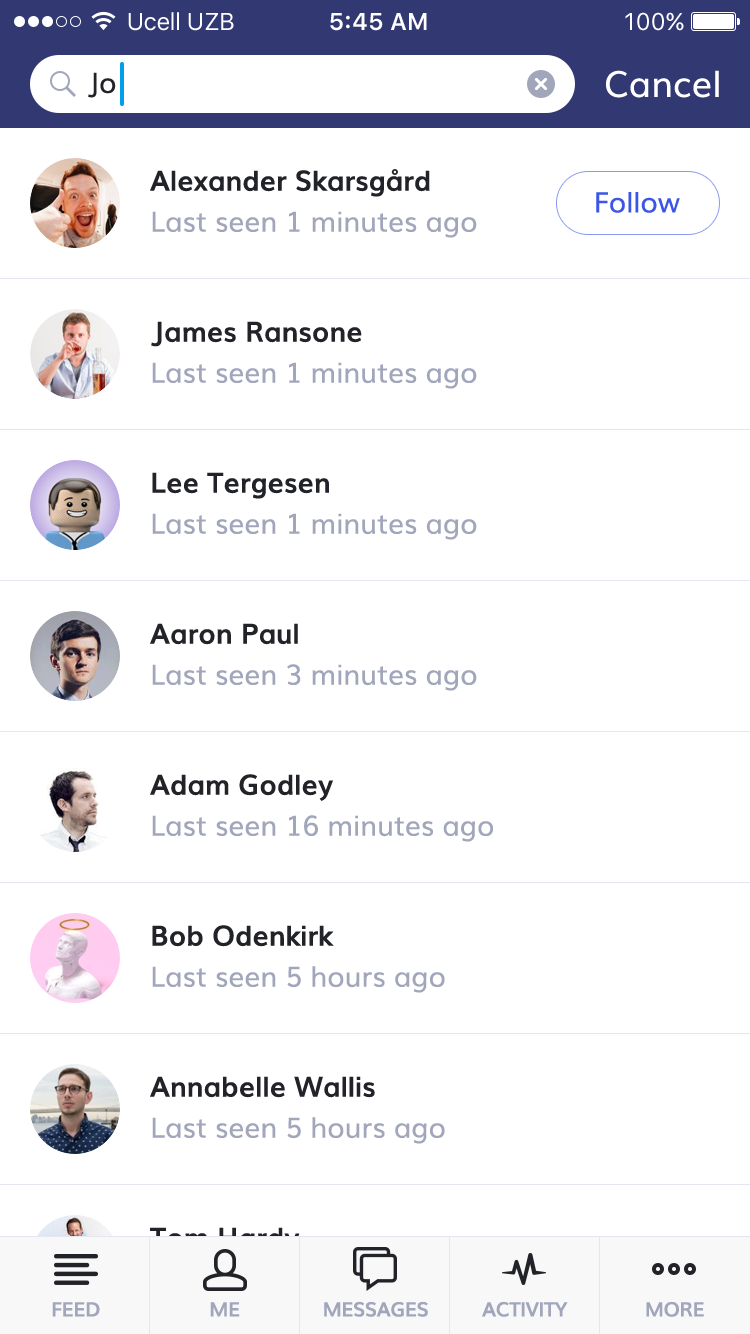 Ucell UZB 5:45 AM 100%
Jo Cancel
Alexander Skarsgård
Last seen 1 minutes ago
Follow
James Ransone
Last seen 1 minutes ago
Lee Tergesen
Last seen 1 minutes ago
Aaron Paul
Last seen 3 minutes ago
Adam Godley
Last seen 16 minutes ago
Bob Odenkirk
Last seen 5 hours ago
Annabelle Wallis
Last seen 5 hours ago
Tom Hardy
FEED ME MESSAGES ACTIVITY MORE